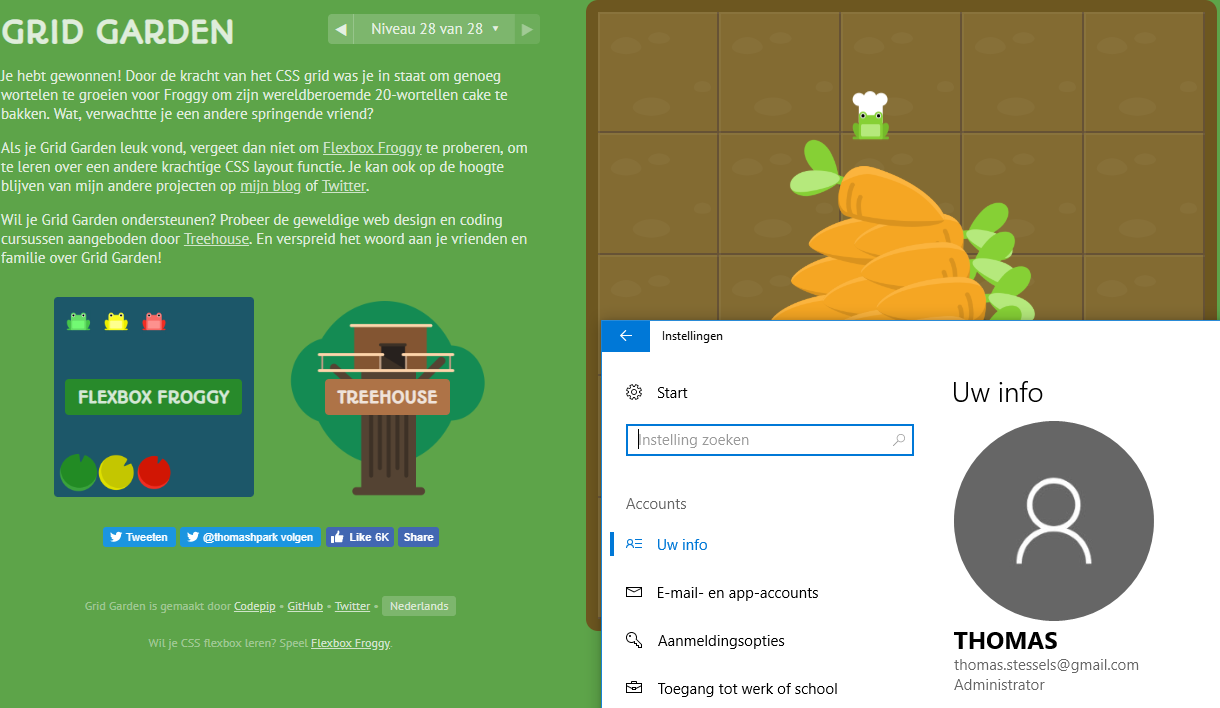 GRID GARDEN
Niveau 28 van 28
Je hebt gewonnen! Door de kracht van het CSS grid was je in staat om genoeg
wortelen te groeien voor Froggy om zijn wereldberoemde 20-wortellen cake te
bakken. Wat, verwachtte je een andere springende vriend?
Als je Grid Garden leuk vond, vergeet dan niet om Flexbox Froggy te proberen, om
te leren over een andere krachtige CSS layout functie. Je kan ook op de hoogte
blijven van mijn andere projecten op mijn blog of Twitter.
Wil je Grid Garden ondersteunen? Probeer de geweldige web design en coding
cursussen aangeboden door Treehouse. En verspreid het woord aan je vrienden en
familie over Grid Garden!
FLEXBOX FROGGY
TREEHOUSE
Tweeten
@thomashpark volgen
Like 6K
Share
Grid Garden is gemaakt door Codepip • GitHub • Twitter • Nederlands
Wil je CSS flexbox leren? Speel Flexbox Froggy.
Instellingen
Start
Instelling zoeken
Accounts
Uw info
E-mail- en app-accounts
Aanmeldingsopties
Toegang tot werk of school
Uw info
THOMAS
thomas.stessels@gmail.com
Administrator